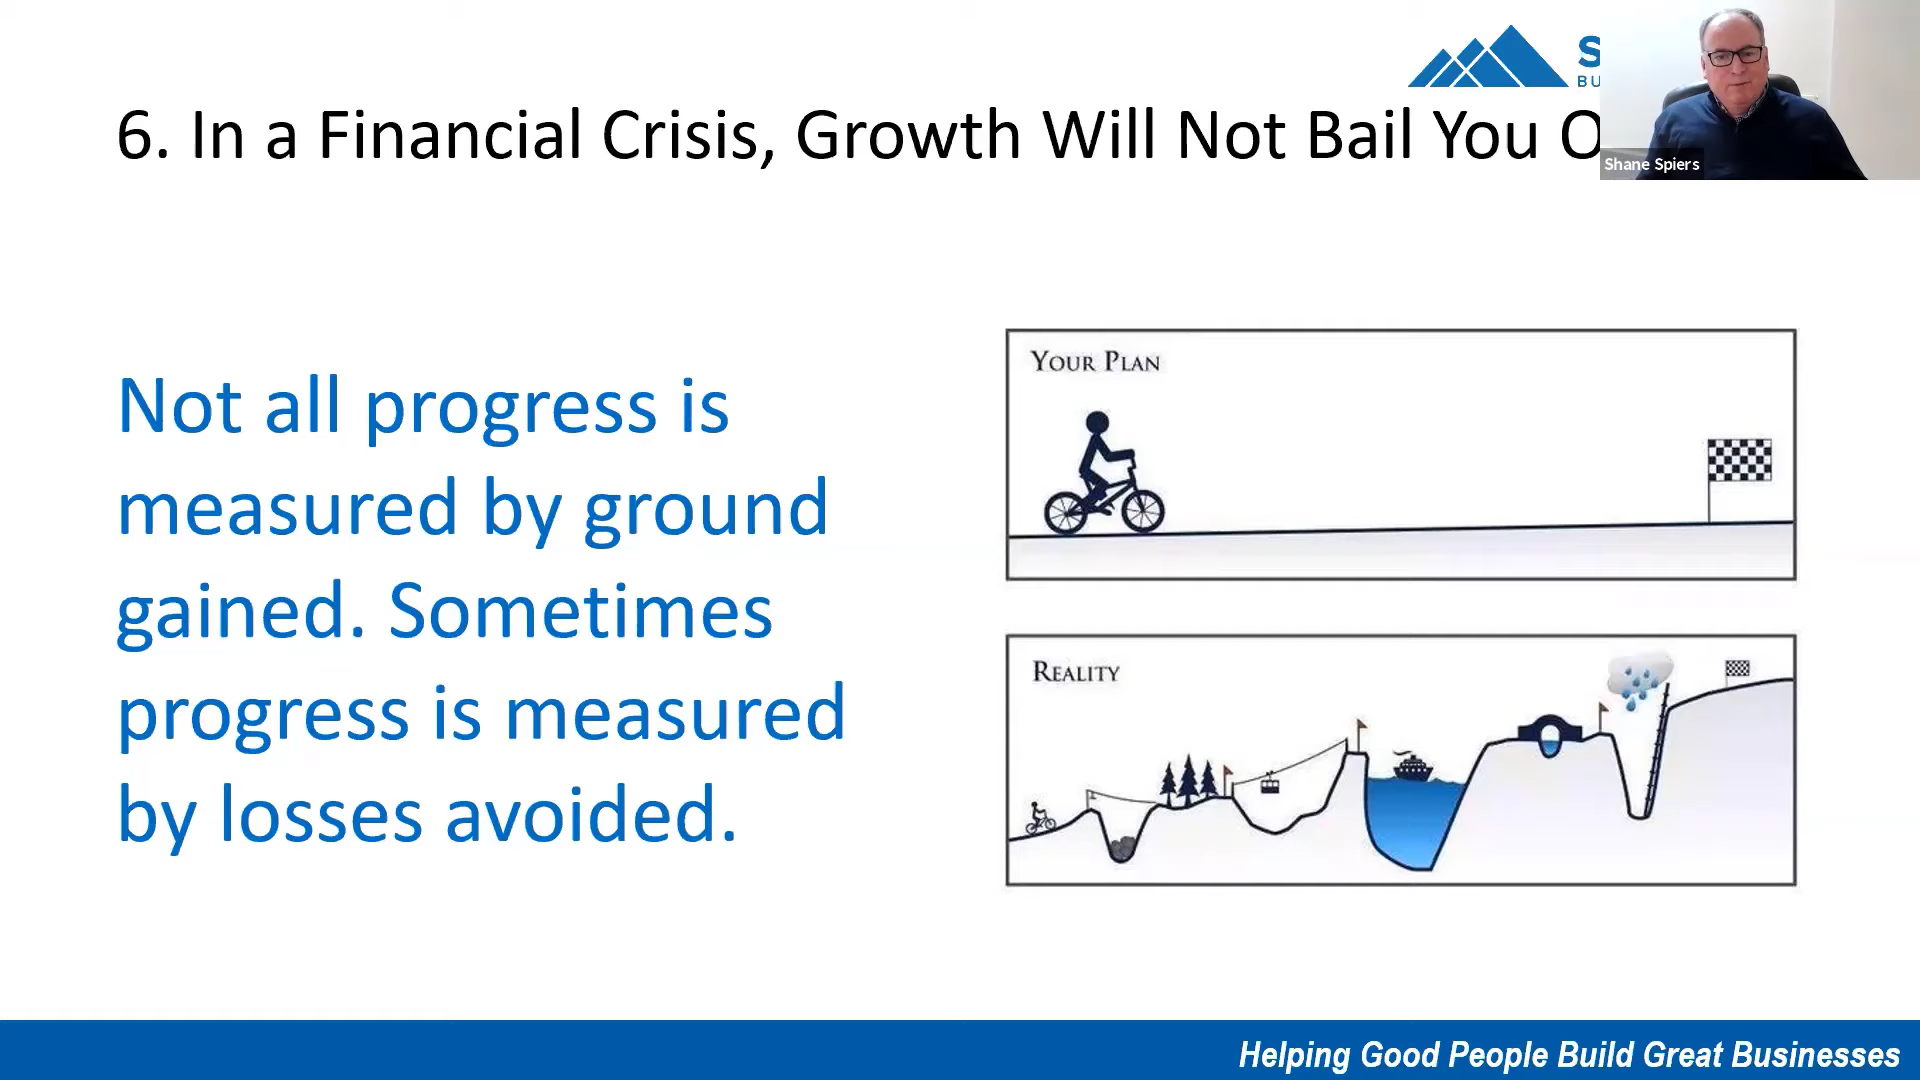 6. In a Financial Crisis, Growth Will Not Bail You
Shane Spiers
Not all progress is
measured by ground
gained. Sometimes
progress is measured
by losses avoided.
YOUR PLAN
REALITY
Helping Good People Build Great Businesses